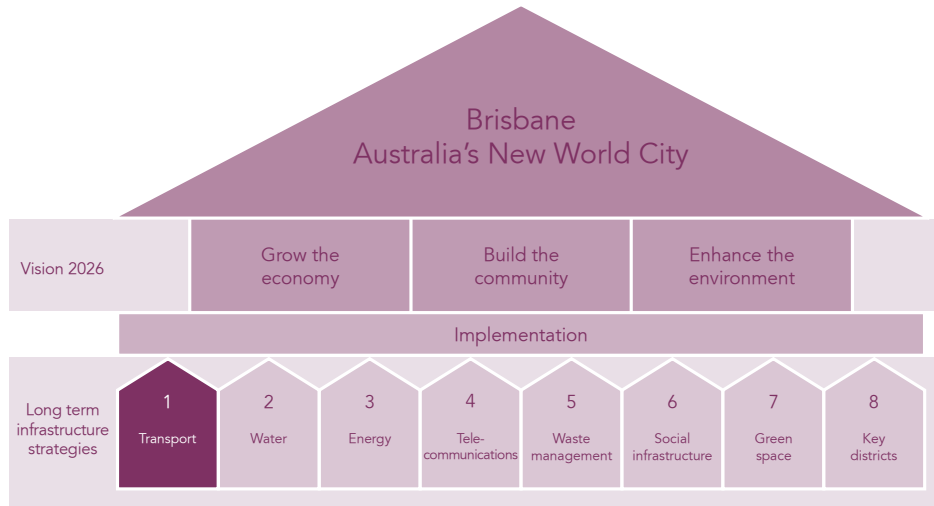 Brisbane
Australia's New World City
Vision 2026
Grow the
economy
Build the
community
Enhance the
environment
Implementation
Long term
infrastructure
strategies
1
Transport
2
Water
3
Energy
4
Tele-
communications
5
Waste
management
6
Social
infrastructure
7
Green
space
8
Key
districts